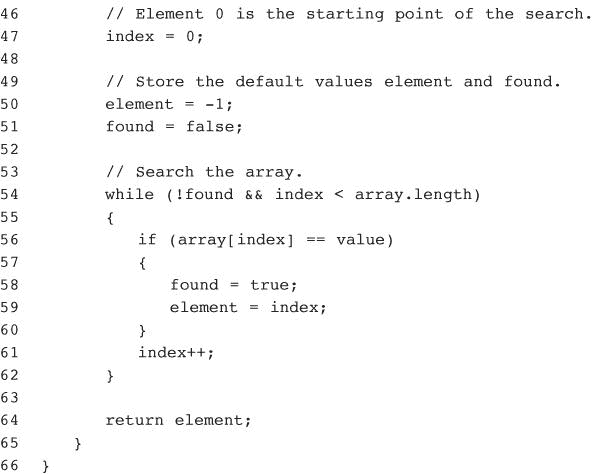 46 // Element 0 is the starting point of the search.
47 index = 0;
48
49 // Store the default values element and found.
50 element = -1;
51 found = false;
52
53 // Search the array.
54 while (!found && index < array.length)
55 {
56 if (array[index] == value)
57 {
58 found = true;
59 element = index;
60 }
61 index++;
62 }
63
64 return element;
65 }
66 }